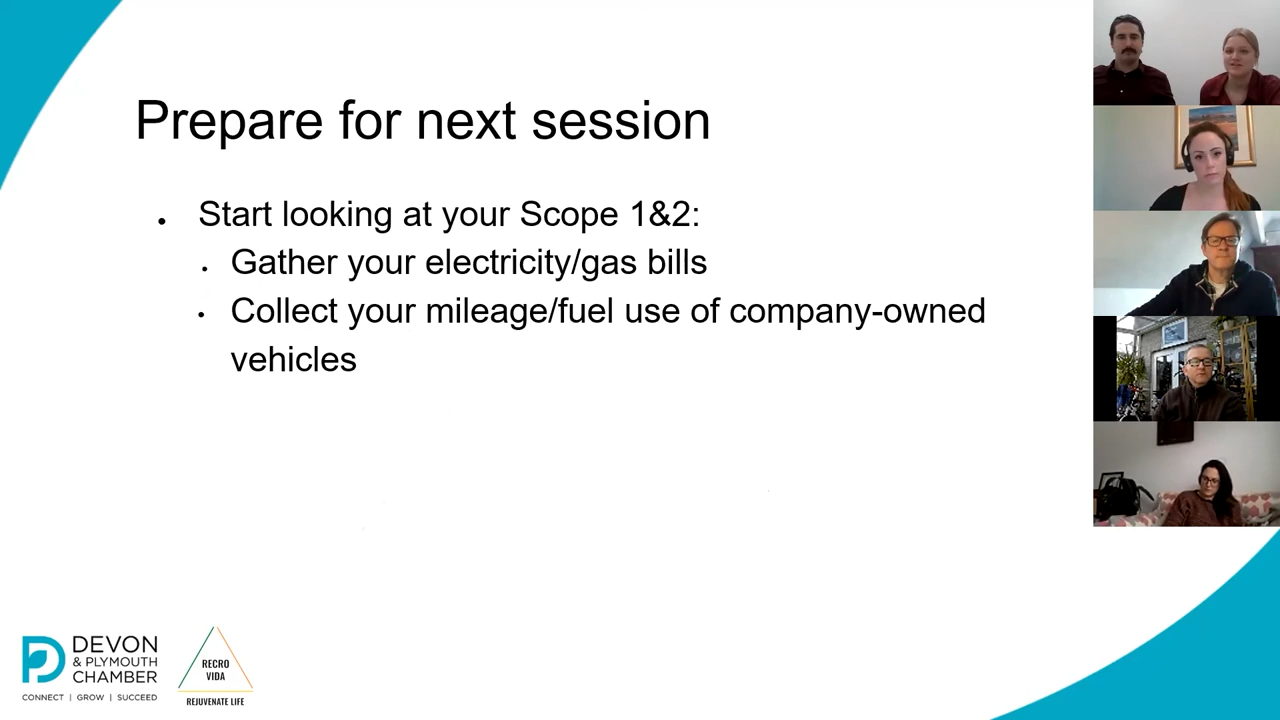 Prepare for next session
• Start looking at your Scope 1&2:
• Gather your electricity/gas bills
• Collect your mileage/fuel use of company-owned
vehicles
DEVON
& PLYMOUTH
CHAMBER
CONNECT | GROW | SUCCEED
RECRO
VIDA
REJUVENATE LIFE